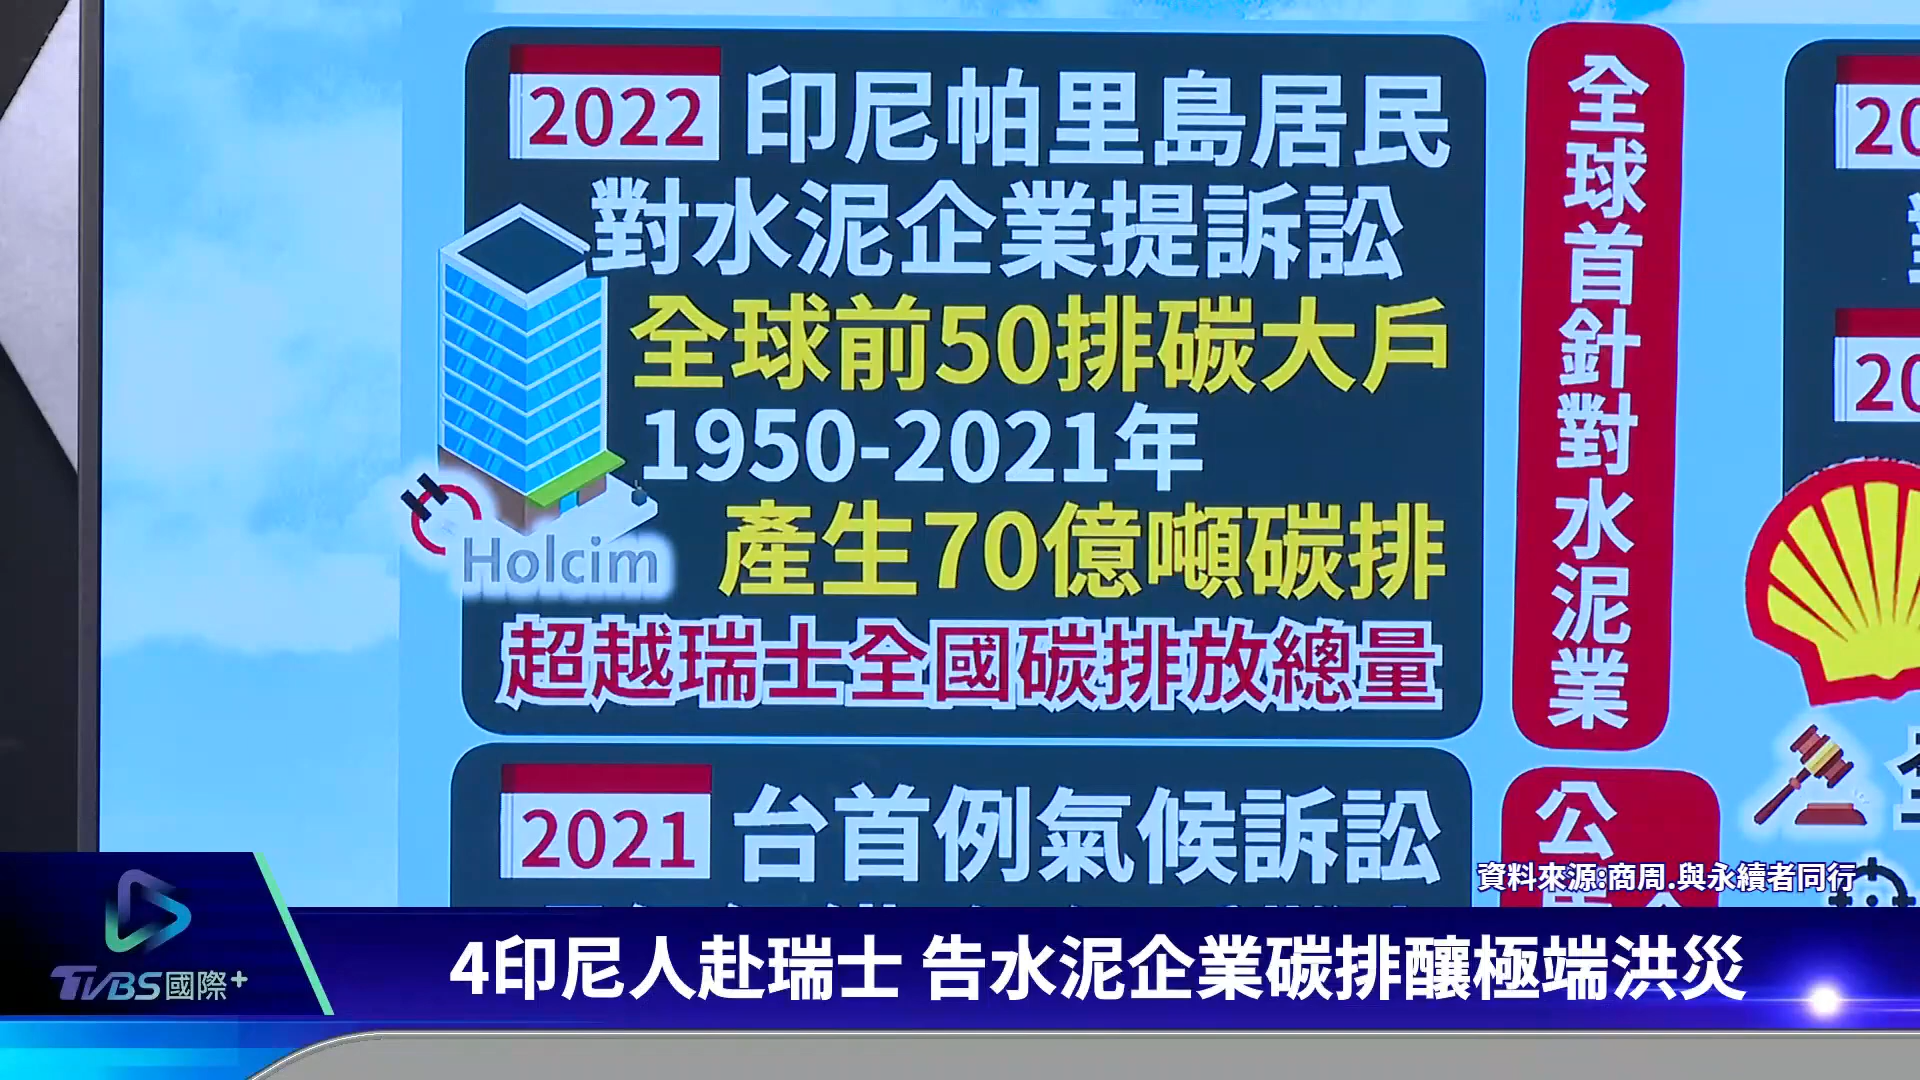 2022
印尼帕里島居民
對水泥企業提訴訟
全球前50排碳大戶
1950-2021年
產生70億噸碳排
Holcim
超越瑞士全國碳排放總量
全球首針對水泥業
2021
台首例氣候訴訟
公
20
20
資料來源:商周.與永續者同行
4印尼人赴瑞士 告水泥企業碳排釀極端洪災
TVBS國際+